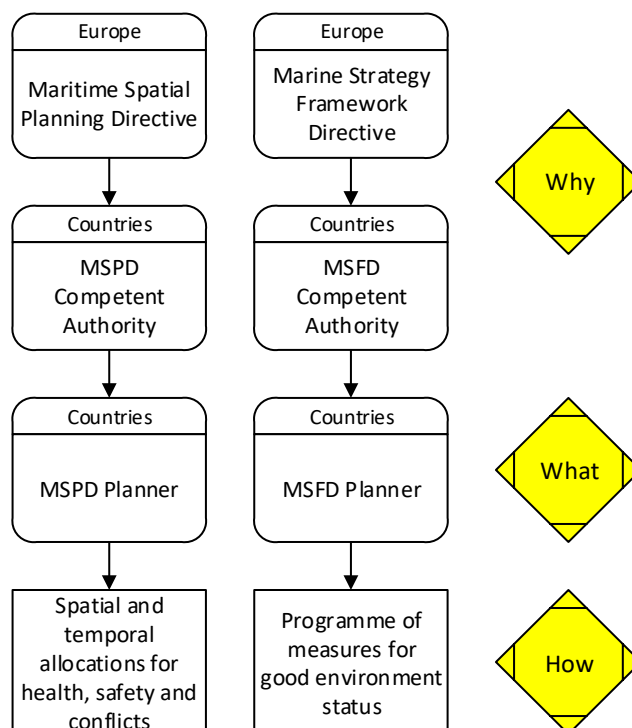 Europe
Maritime Spatial
Planning Directive
Europe
Marine Strategy
Framework
Directive
Why
Countries
MSPD
Competent
Authority
Countries
MSFD
Competent
Authority
Countries
MSPD Planner
Countries
MSFD Planner
What
Spatial and
temporal
allocations for
health, safety and
conflicts
Programme of
measures for
good environment
status
How